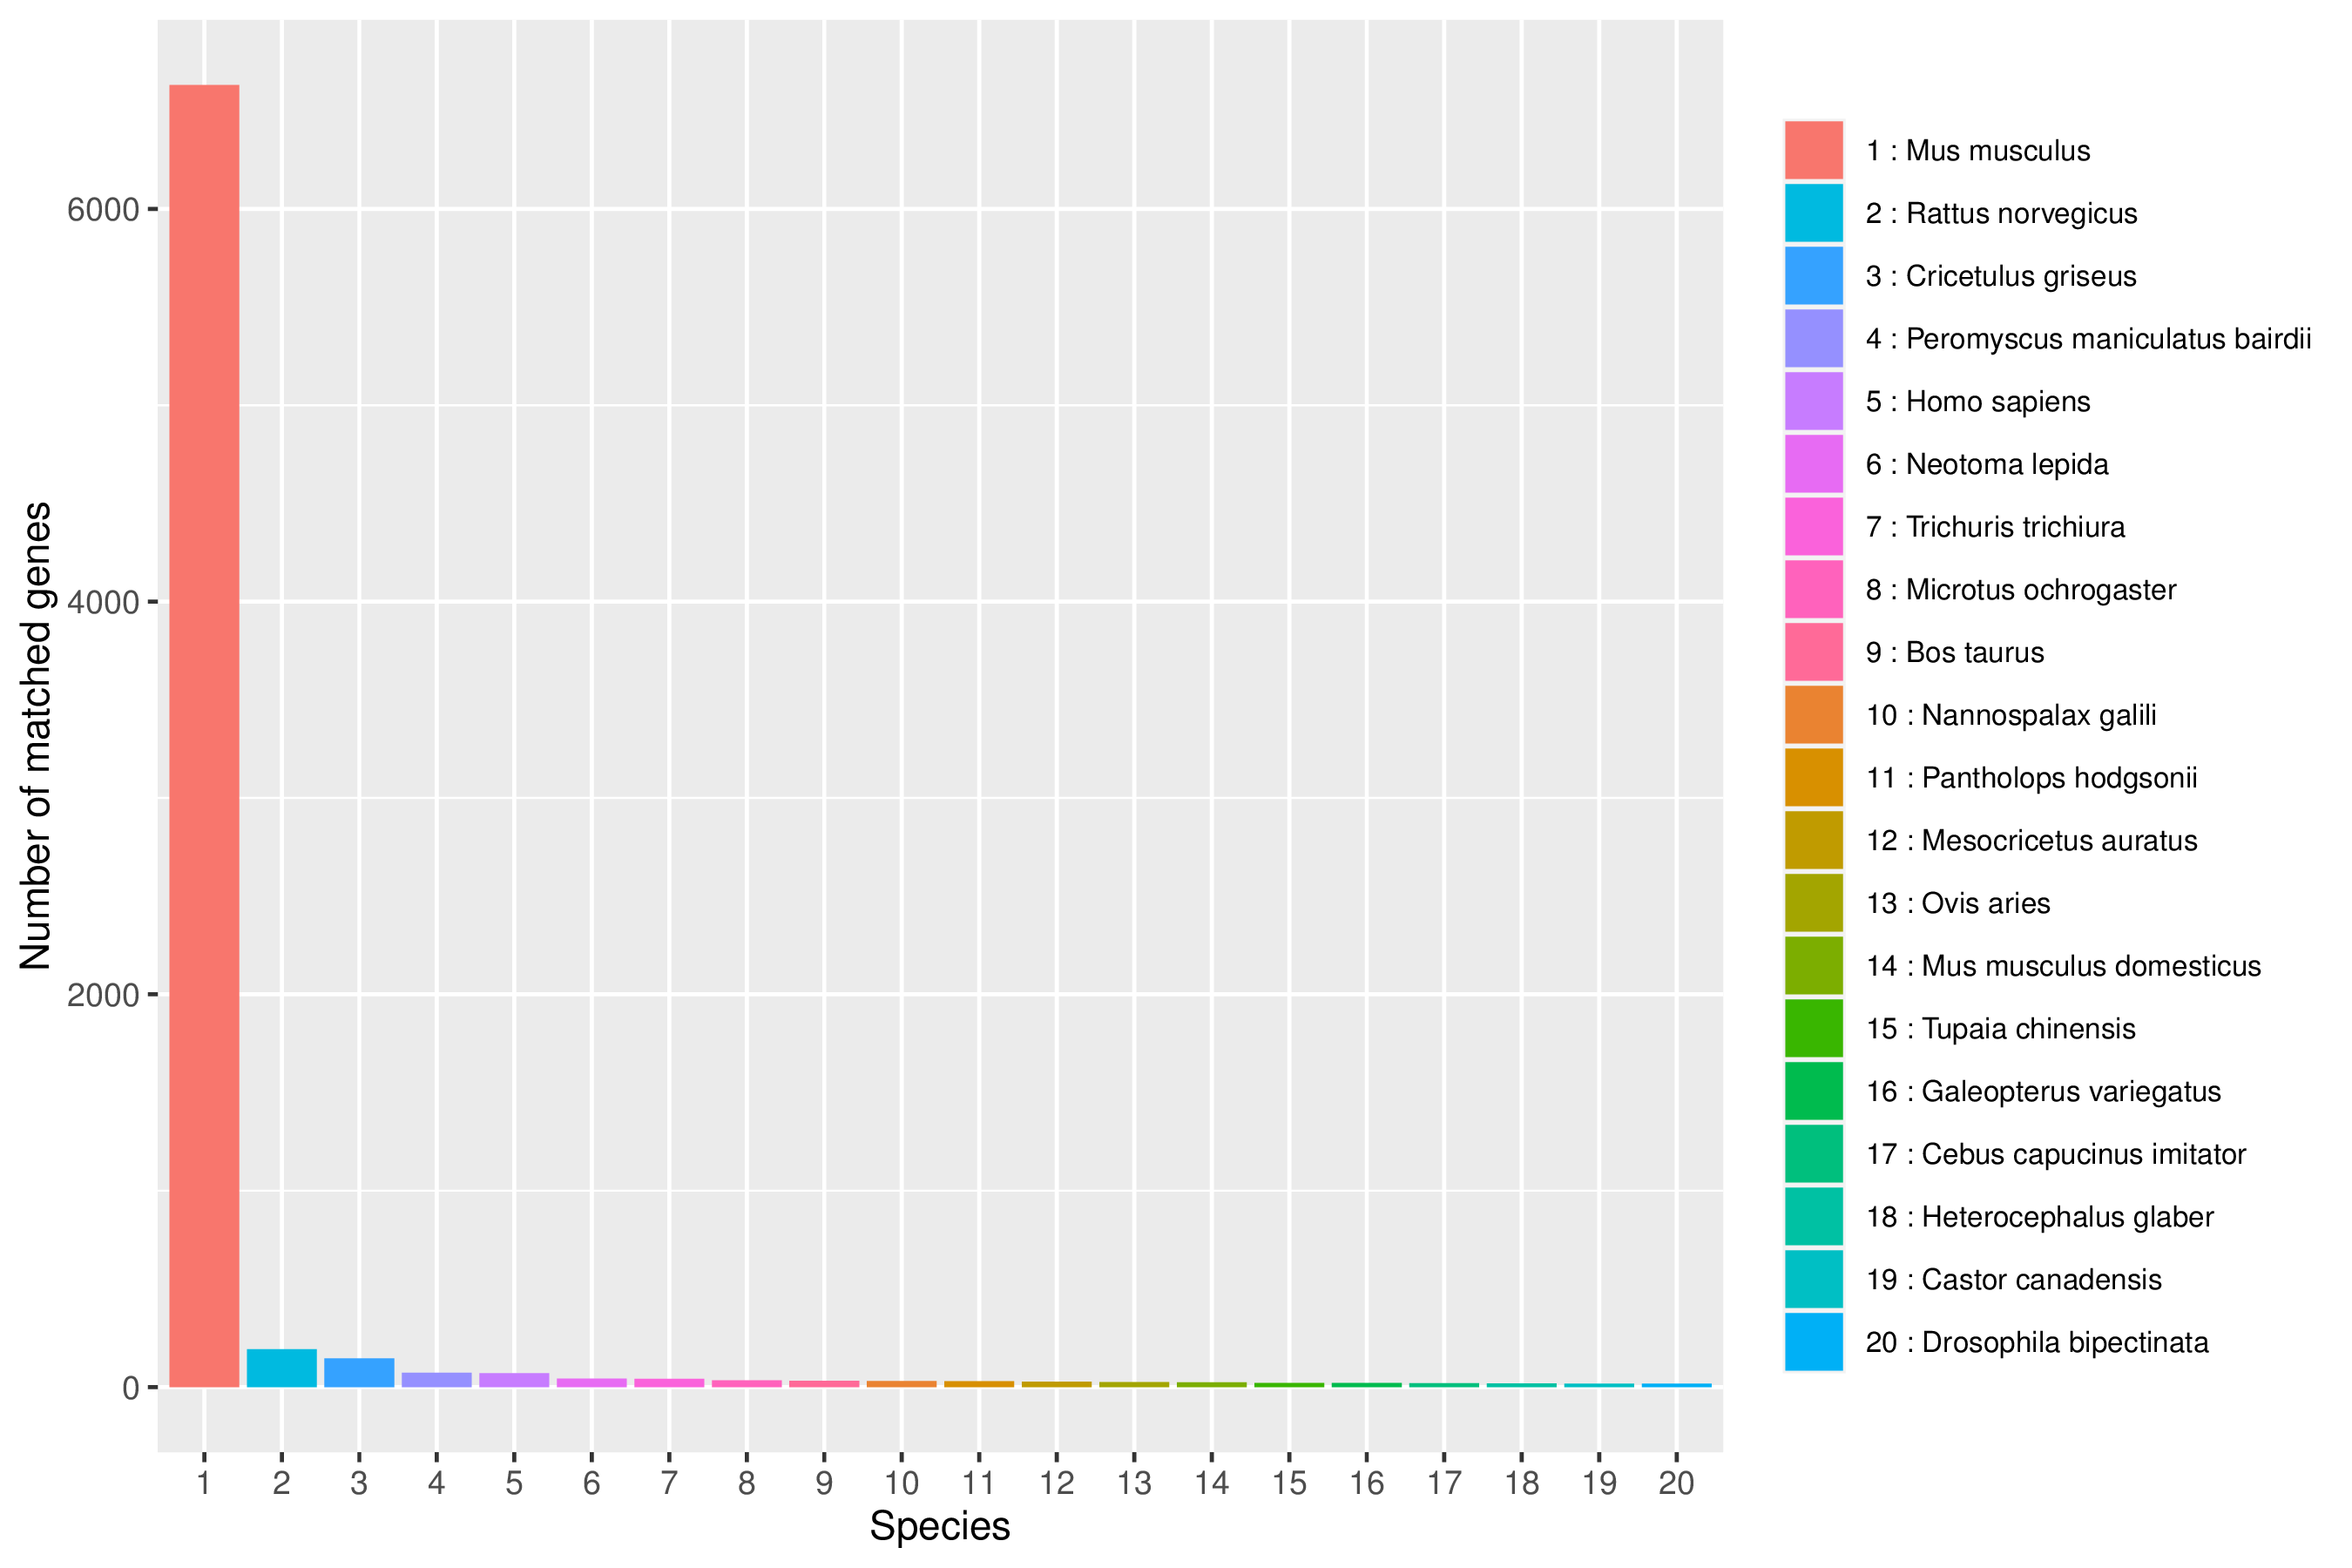 Number of matched genes
6000
4000
2000
0
1 2 3 4 5 6 7 8 9 10 11 12 13 14 15 16 17 18 19 20
Species
1 : Mus musculus
2 : Rattus norvegicus
3 : Cricetulus griseus
4 : Peromyscus maniculatus bairdii
5 : Homo sapiens
6 : Neotoma lepida
7 : Trichuris trichiura
8 : Microtus ochrogaster
9 : Bos taurus
10 : Nannospalax galili
11 : Pantholops hodgsonii
12 : Mesocricetus auratus
13 : Ovis aries
14 : Mus musculus domesticus
15 : Tupaia chinensis
16 : Galeopterus variegatus
17 : Cebus capucinus imitator
18 : Heterocephalus glaber
19 : Castor canadensis
20 : Drosophila bipectinata